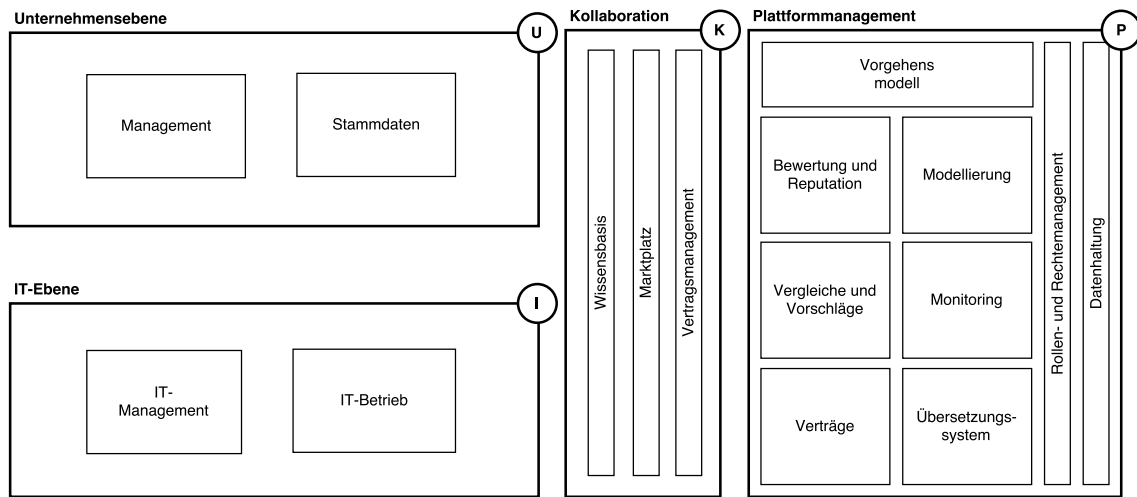 Unternehmensebene
U
Management
Stammdaten
IT-Ebene
I
IT-
Management
IT-Betrieb
Kollaboration
K
Wissensbasis
Marktplatz
Vertragsmanagement
Plattformmanagement
P
Vorgehens
modell
Bewertung und
Reputation
Modellierung
Vergleiche und
Vorschläge
Monitoring
Verträge
Übersetzungs-
system
Rollen- und Rechtemanagement
Datenhaltung